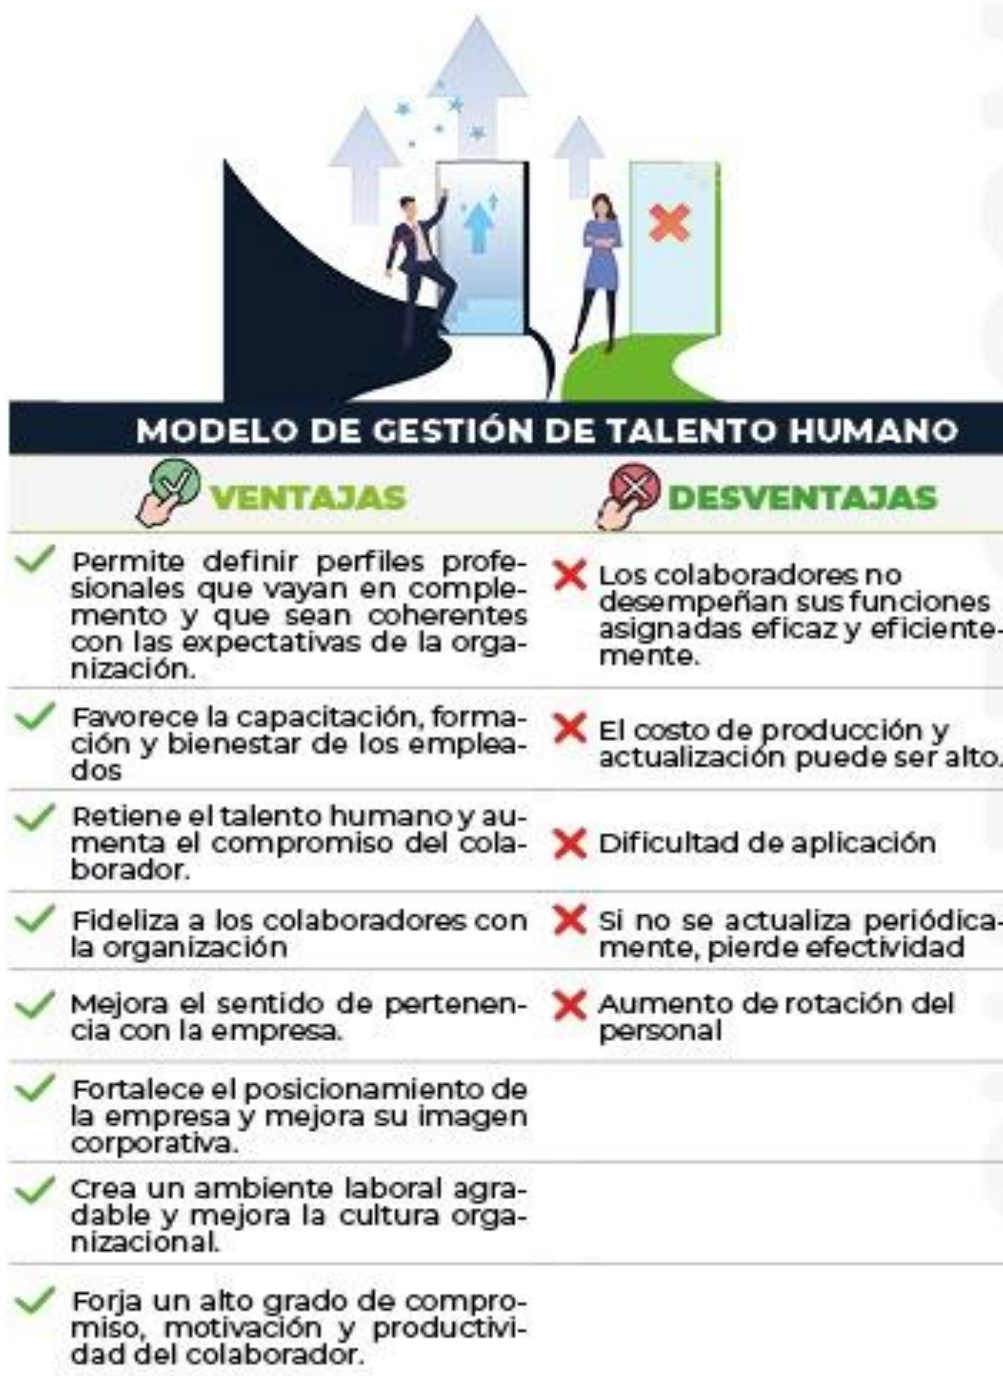 MODELO DE GESTIÓN DE TALENTO HUMANO
VENTAJAS
Permite definir perfiles profe-
sionales que vayan en comple-
mento y que sean coherentes
con las expectativas de la orga-
nización.
Favorece la capacitación, forma-
ción y bienestar de los emplea-
dos
Retiene el talento humano y au-
menta el compromiso del cola-
borador.
Fideliza a los colaboradores con
la organización
Mejora el sentido de pertenen-
cia con la empresa.
Fortalece el posicionamiento de
la empresa y mejora su imagen
corporativa.
Crea un ambiente laboral agra-
dable y mejora la cultura orga-
nizacional.
Forja un alto grado de compro-
miso, motivación y productivi-
dad del colaborador.
DESVENTAJAS
Los colaboradores no
desempeñan sus funciones
asignadas eficaz y eficiente-
mente.
El costo de producción y
actualización puede ser alto.
Dificultad de aplicación
Si no se actualiza periódica-
mente, pierde efectividad
Aumento de rotación del
personal